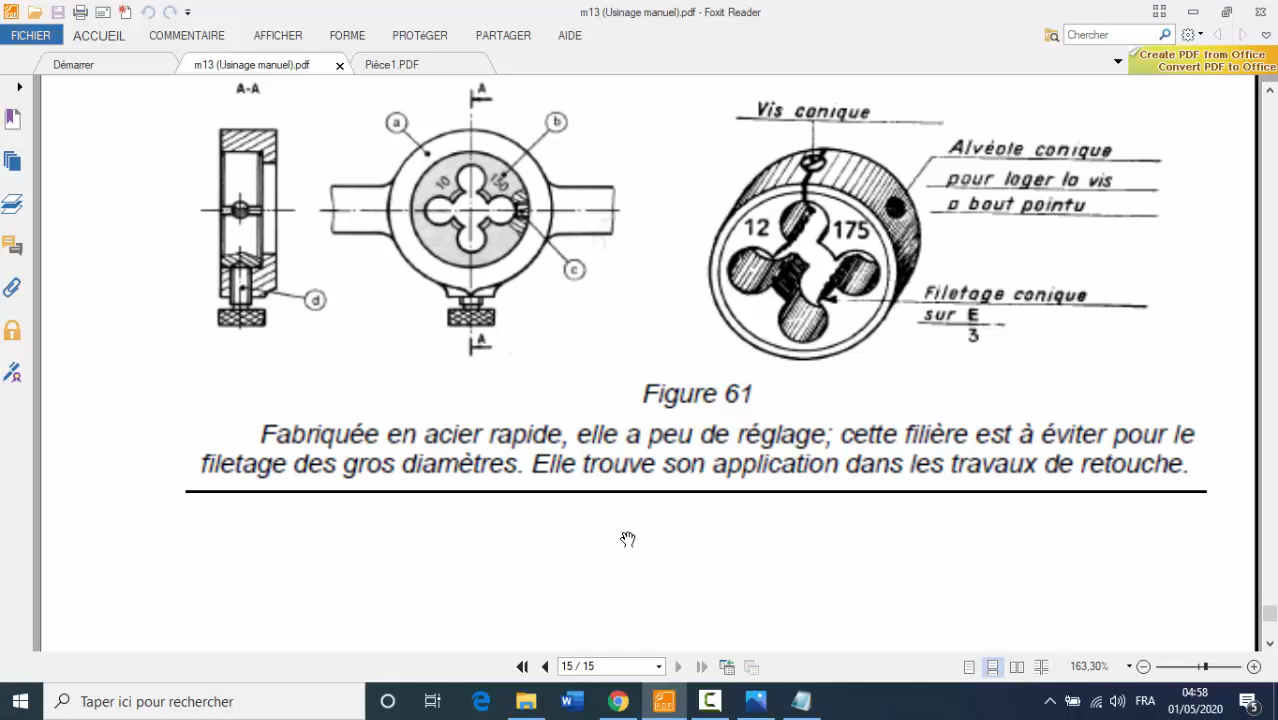 m13 (Usinage manuel).pdf - Foxit Reader
FICHIER
ACCUEIL
COMMENTAIRE
AFFICHER
FORME
PROTéGER
PARTAGER
AIDE
Chercher
Démarrer
m13 (Usinage manuel).pdf
Pièce1.PDF
Create PDF from Office
Convert PDF to Office
A-A
A
a
b
10
150
c
d
A
Vis conique
Alvéole conique
pour loger la vis
a bout pointu
12
175
Filetage conique
sur E
3
Figure 61
Fabriquée en acier rapide, elle a peu de réglage; cette filière est à éviter pour le
filetage des gros diamètres. Elle trouve son application dans les travaux de retouche.
15 / 15
163,30%
Taper ici pour rechercher
FRA
04:58
01/05/2020
5